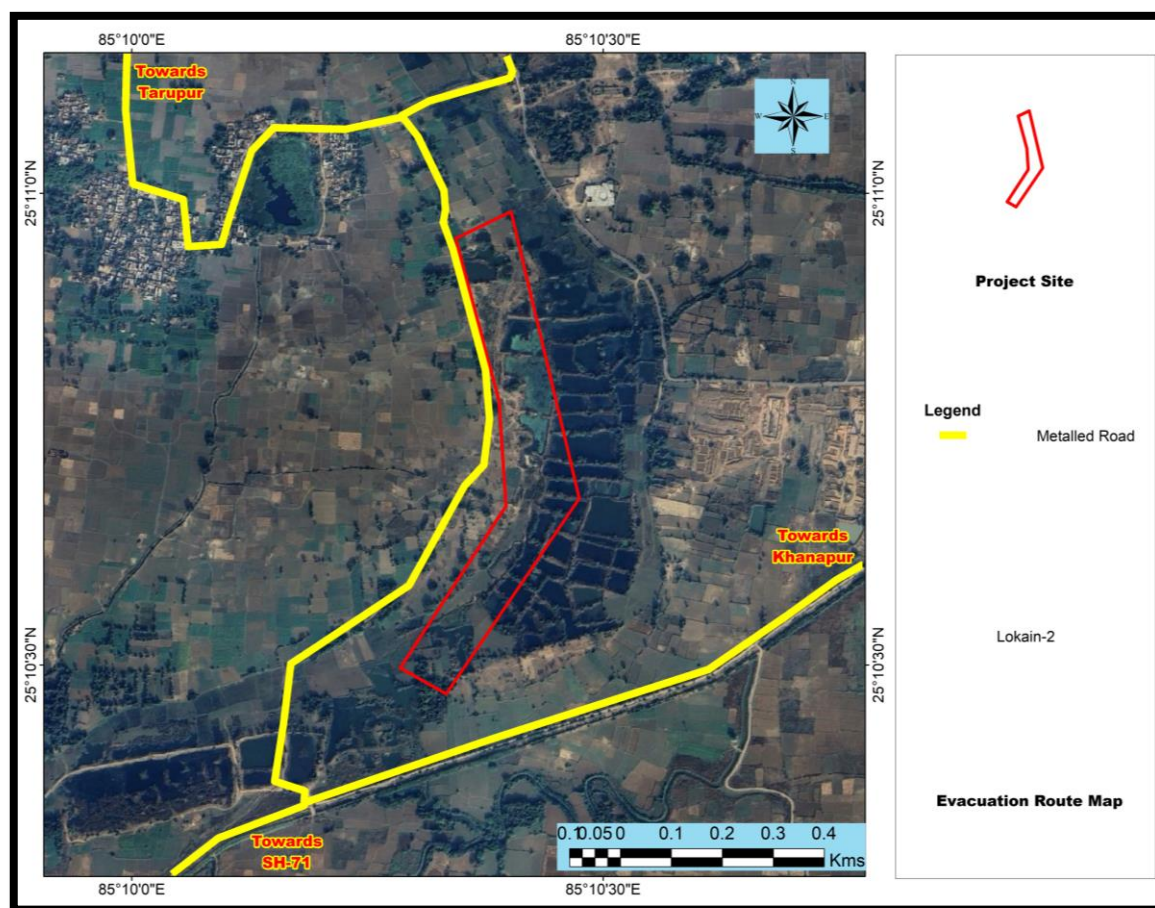 85°10'0"E
85°10'30"E
Towards
Tarupur
N
W
E
S
25°11'0"N
25°11'0"N
Project Site
Legend
Metalled Road
Towards
Khanapur
25°10'30"N
25°10'30"N
Lokain-2
Evacuation Route Map
Towards
SH-71
0.1 0.05 0 0.1 0.2 0.3 0.4
Kms
85°10'0"E
85°10'30"E